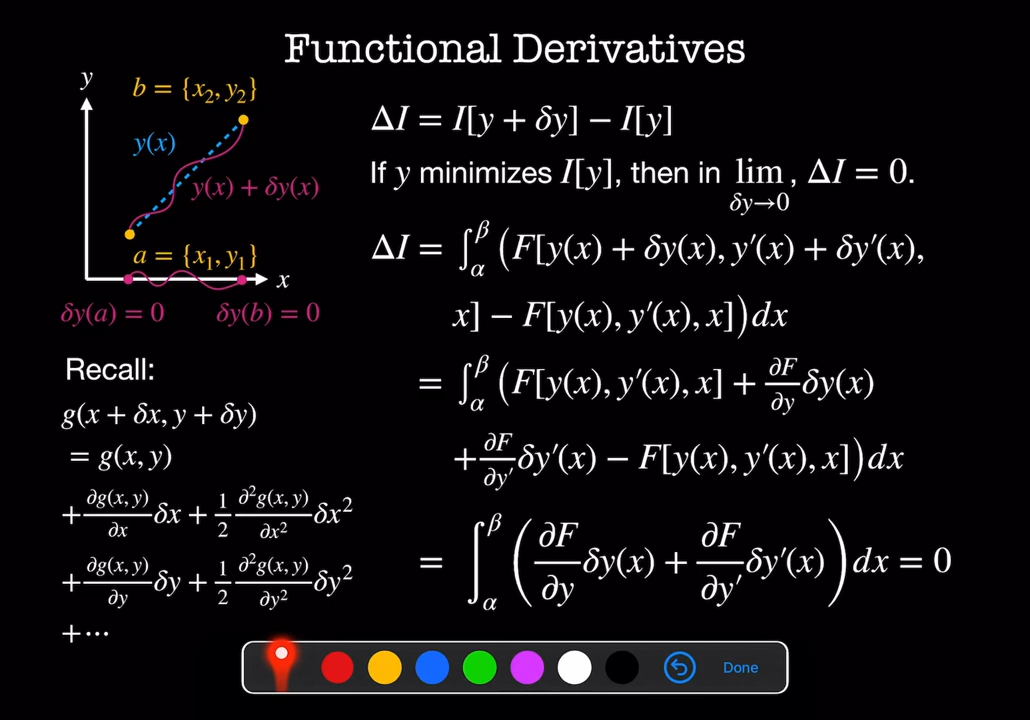 Functional Derivatives
y
b = {x₂, y₂}
y(x)
y(x) + δy(x)
a = {x₁, y₁}
x
δy(a) = 0 δy(b) = 0
Recall:
g(x + δx, y + δy)
= g(x, y)
+ ∂g(x, y)/∂x δx + 1/2 ∂²g(x, y)/∂x² δx²
+ ∂g(x, y)/∂y δy + 1/2 ∂²g(x, y)/∂y² δy²
+ ⋯
ΔI = I[y + δy] − I[y]
If y minimizes I[y], then in lim δy→0, ΔI = 0.
ΔI = ∫_α^β (F[y(x) + δy(x), y′(x) + δy′(x),
x] − F[y(x), y′(x), x])dx
= ∫_α^β (F[y(x), y′(x), x] + ∂F/∂y δy(x)
+ ∂F/∂y′ δy′(x) − F[y(x), y′(x), x])dx
= ∫_α^β (∂F/∂y δy(x) + ∂F/∂y′ δy′(x)) dx = 0
Done